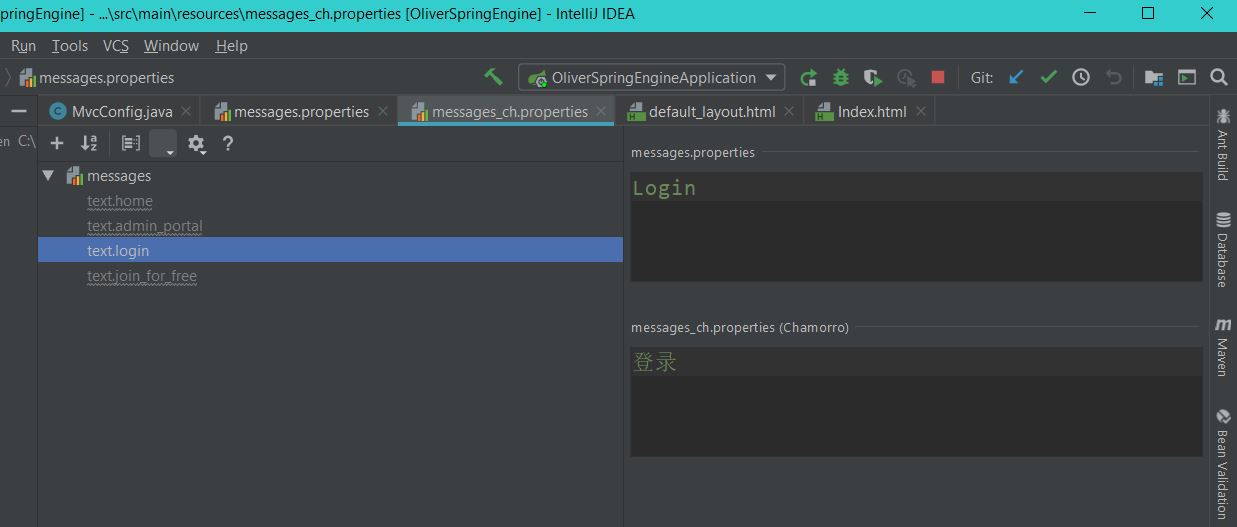 pringEngine] - ...\src\main\resources\messages_ch.properties [OliverSpringEngine] - IntelliJ IDEA
Run Tools VCS Window Help
messages.properties OliverSpringEngineApplication Git:
MvcConfig.java messages.properties messages_ch.properties default_layout.html Index.html
en C:\
messages
text.home
text.admin_portal
text.login
text.join_for_free
messages.properties
Login
messages_ch.properties (Chamorro)
登录
Ant Build
Database
Maven
Bean Validation